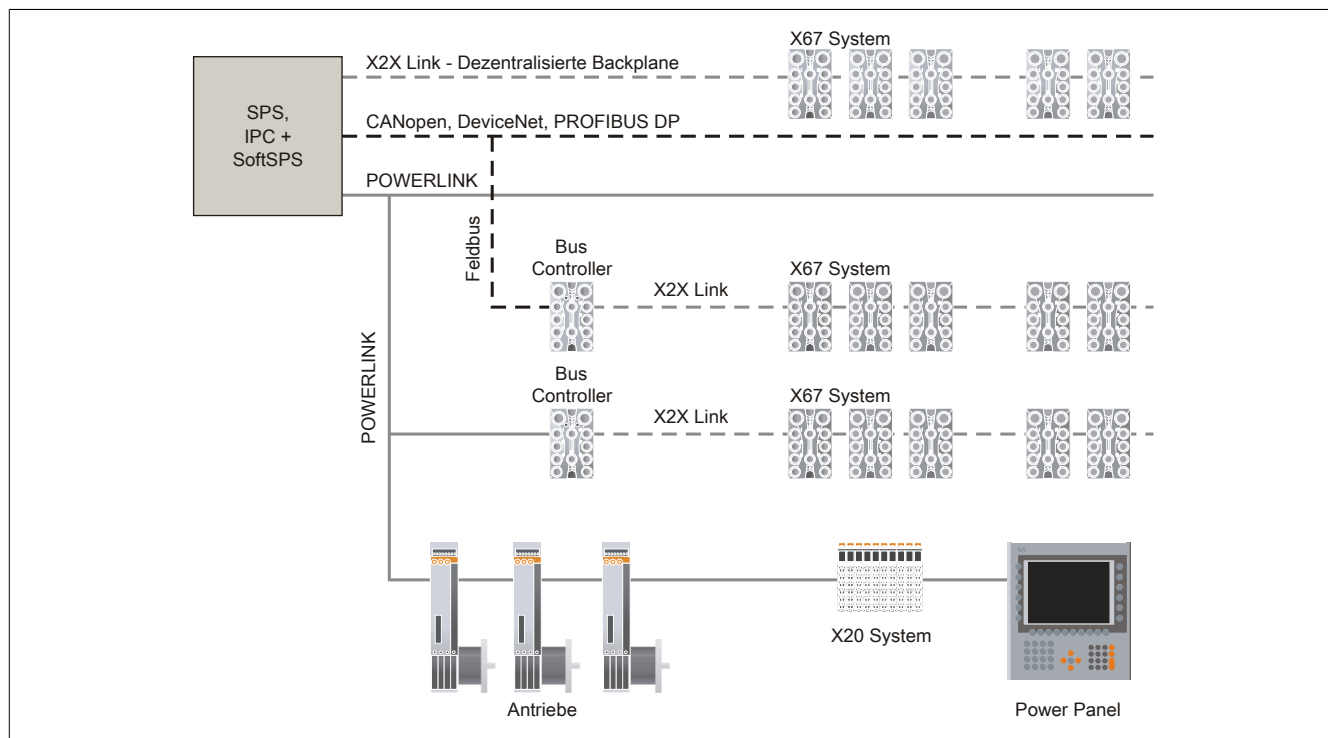 X67 System
X2X Link - Dezentralisierte Backplane
SPS,
IPC +
SoftSPS
CANopen, DeviceNet, PROFIBUS DP
POWERLINK
Feldbus
Bus
Controller
X2X Link
X67 System
POWERLINK
Bus
Controller
X2X Link
X67 System
X20 System
Antriebe
Power Panel